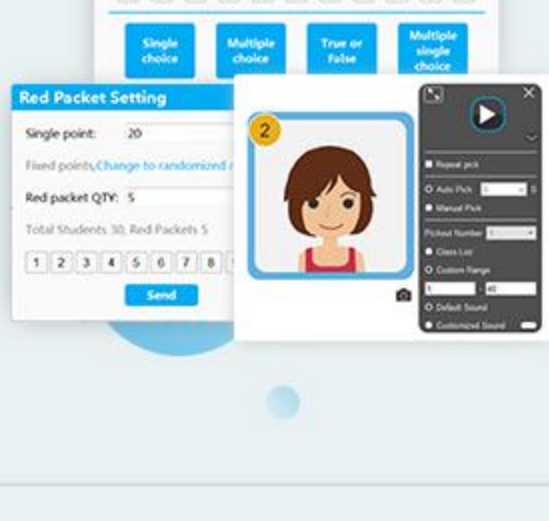 Single
choice
Multiple
choice
True or
False
Multiple
single
choice
Red Packet Setting
Single point: 20
Fixed points,Change to randomized
Red packet QTY: 5
Total Students 30, Red Packets 5
1 2 3 4 5 6 7 8
Send
2
Repeat pick
Auto Pick S
Manual Pick
Pickout Number 1
Class List
Custom Range
1 - 40
Default Sound
Customized Sound